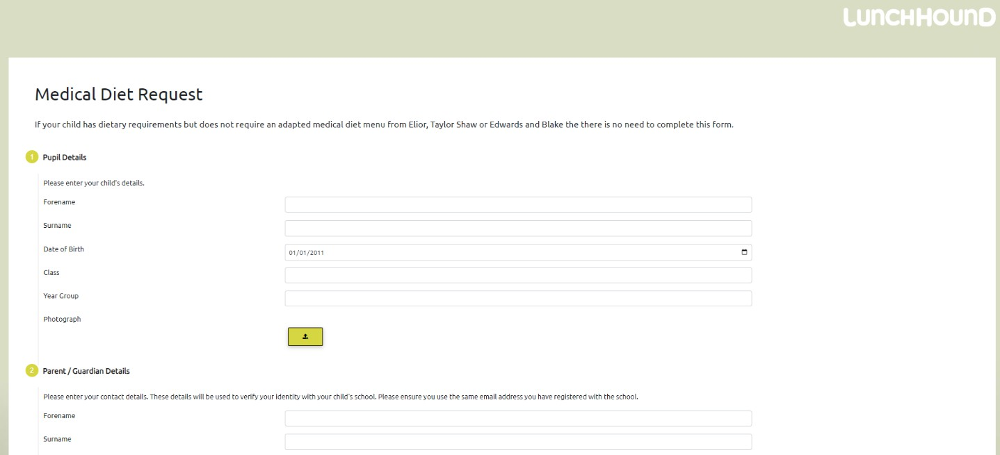 LUNCHHOUND
Medical Diet Request
If your child has dietary requirements but does not require an adapted medical diet menu from Elior, Taylor Shaw or Edwards and Blake the there is no need to complete this form.
1 Pupil Details
Please enter your child's details.
Forename
Surname
Date of Birth 01/01/2011
Class
Year Group
Photograph
2 Parent / Guardian Details
Please enter your contact details. These details will be used to verify your identity with your child's school. Please ensure you use the same email address you have registered with the school.
Forename
Surname